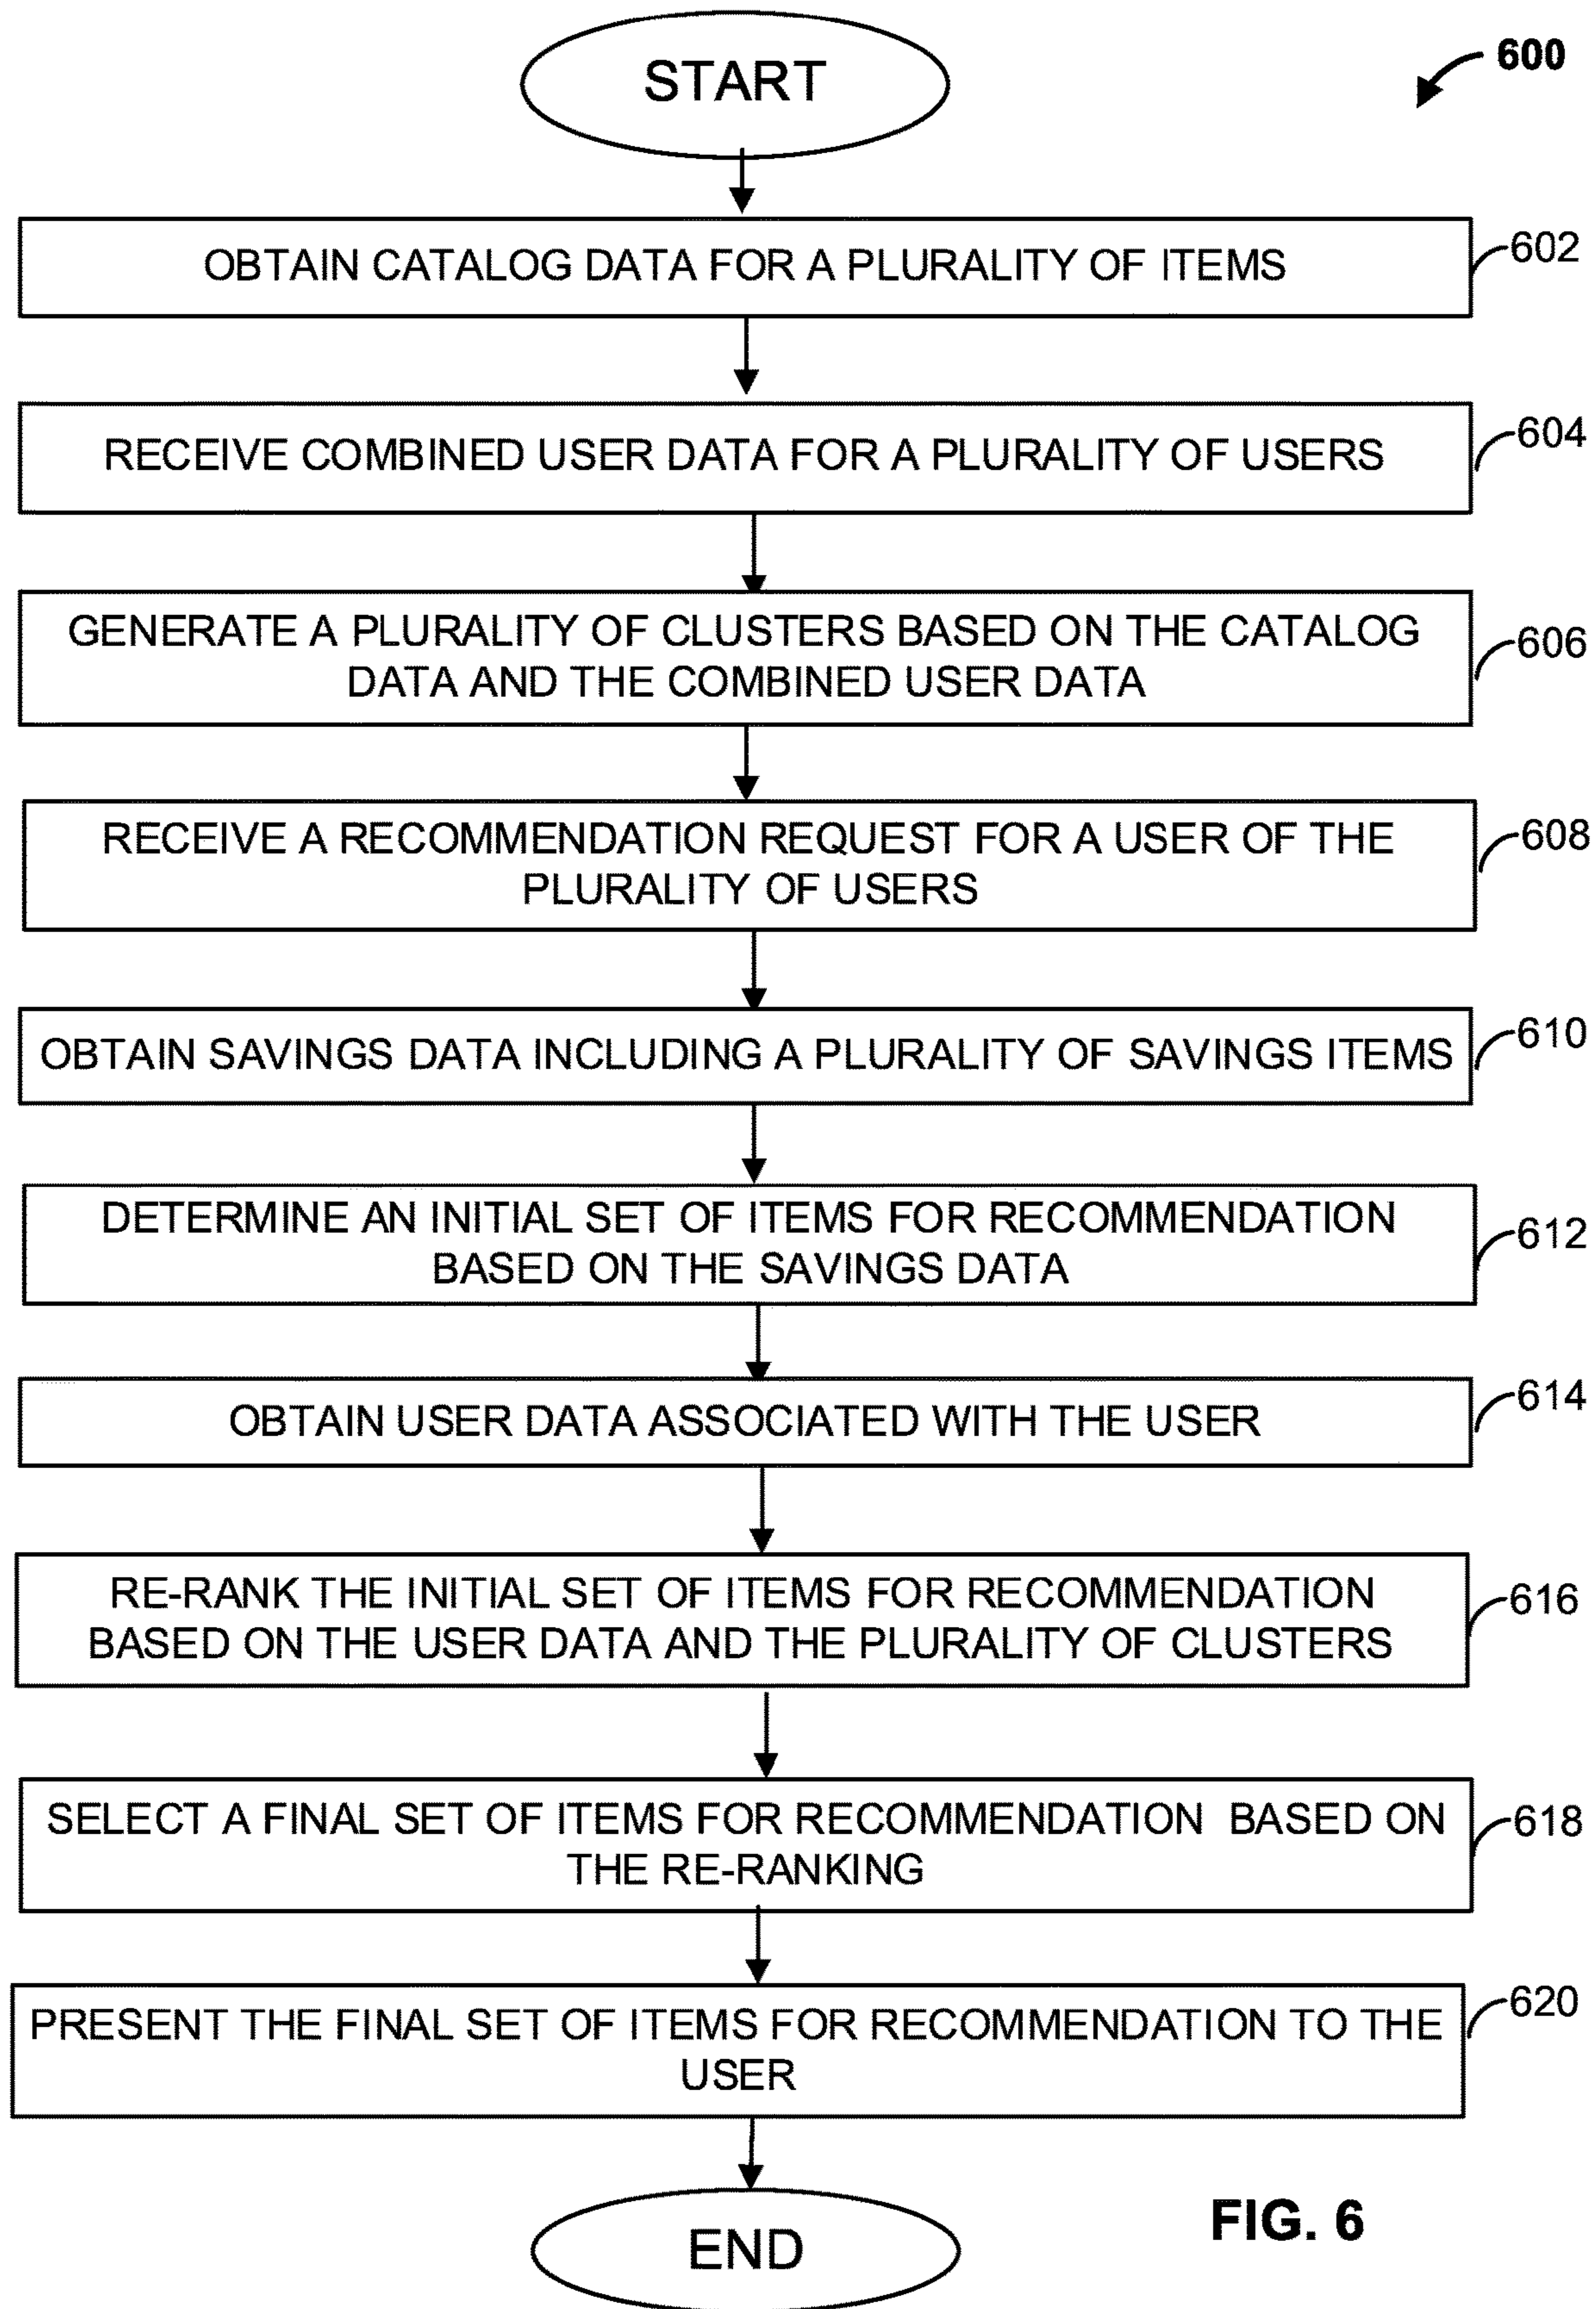 START
600
OBTAIN CATALOG DATA FOR A PLURALITY OF ITEMS
602
RECEIVE COMBINED USER DATA FOR A PLURALITY OF USERS
604
GENERATE A PLURALITY OF CLUSTERS BASED ON THE CATALOG
DATA AND THE COMBINED USER DATA
606
RECEIVE A RECOMMENDATION REQUEST FOR A USER OF THE
PLURALITY OF USERS
608
OBTAIN SAVINGS DATA INCLUDING A PLURALITY OF SAVINGS ITEMS
610
DETERMINE AN INITIAL SET OF ITEMS FOR RECOMMENDATION
BASED ON THE SAVINGS DATA
612
OBTAIN USER DATA ASSOCIATED WITH THE USER
614
RE-RANK THE INITIAL SET OF ITEMS FOR RECOMMENDATION
BASED ON THE USER DATA AND THE PLURALITY OF CLUSTERS
616
SELECT A FINAL SET OF ITEMS FOR RECOMMENDATION BASED ON
THE RE-RANKING
618
PRESENT THE FINAL SET OF ITEMS FOR RECOMMENDATION TO THE
USER
620
END
FIG. 6